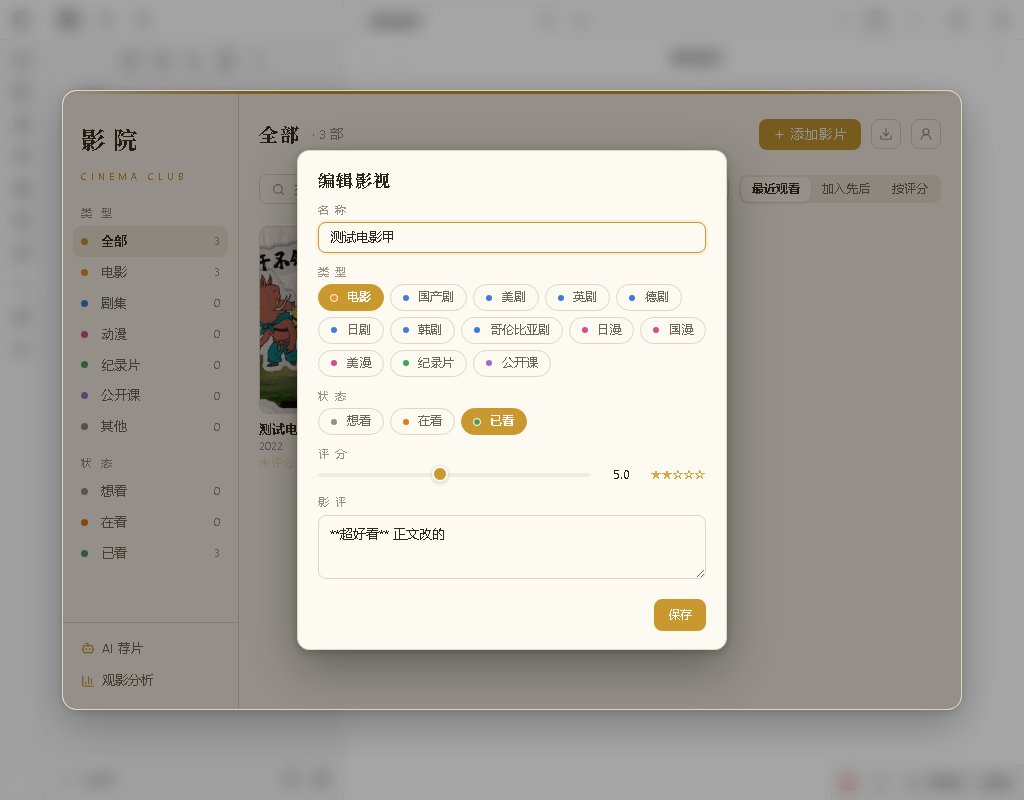 影院
CINEMA CLUB
类型
全部 3
电影 3
剧集 0
动漫 0
纪录片 0
公开课 0
其他 0
状态
想看 0
在看 0
已看 3
AI 荐片
观影分析
全部 · 3 部
+ 添加影片
最近观看 加入先后 按评分
测试电
2022
未评分
编辑影视
名称
测试电影甲
类型
电影 国产剧 美剧 英剧 德剧
日剧 韩剧 哥伦比亚剧 日漫 国漫
美漫 纪录片 公开课
状态
想看 在看 已看
评分
5.0 ★★☆☆☆
影评
**超好看** 正文改的
保存